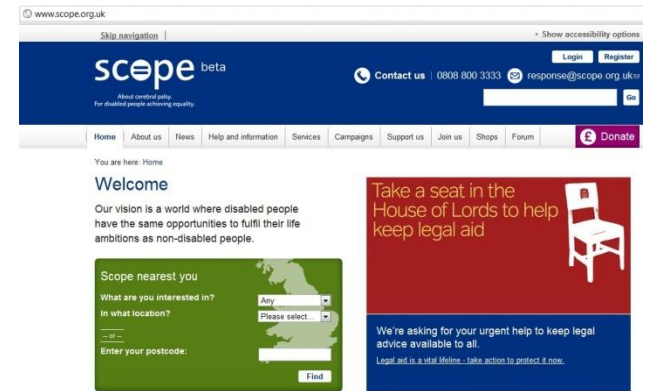 www.scope.org.uk
Skip navigation
Show accessibility options
Login Register
scope beta
About cerebral palsy.
For disabled people achieving equality.
Contact us 0808 800 3333 response@scope.org.uk
Go
Home About us News Help and information Services Campaigns Support us Join us Shops Forum £ Donate
You are here: Home
Welcome
Our vision is a world where disabled people
have the same opportunities to fulfil their life
ambitions as non-disabled people.
Scope nearest you
What are you interested in? Any
In what location? Please select...
-- or --
Enter your postcode:
Find
Take a seat in the
House of Lords to help
keep legal aid
We're asking for your urgent help to keep legal
advice available to all.
Legal aid is a vital lifeline - take action to protect it now.